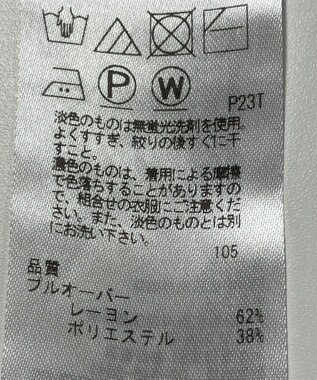 P W
P23T
淡色のものは無蛍光洗剤を使用。
よくすすぎ、絞りの後すぐに干
すこと。
濃色のものは、着用による摩擦
で色落ちすることがありますの
で、組合せの衣服にご注意くだ
さい。また、淡色のものとは別
にお洗い下さい。
105
品質
プルオーバー
レーヨン 62%
ポリエステル 38%